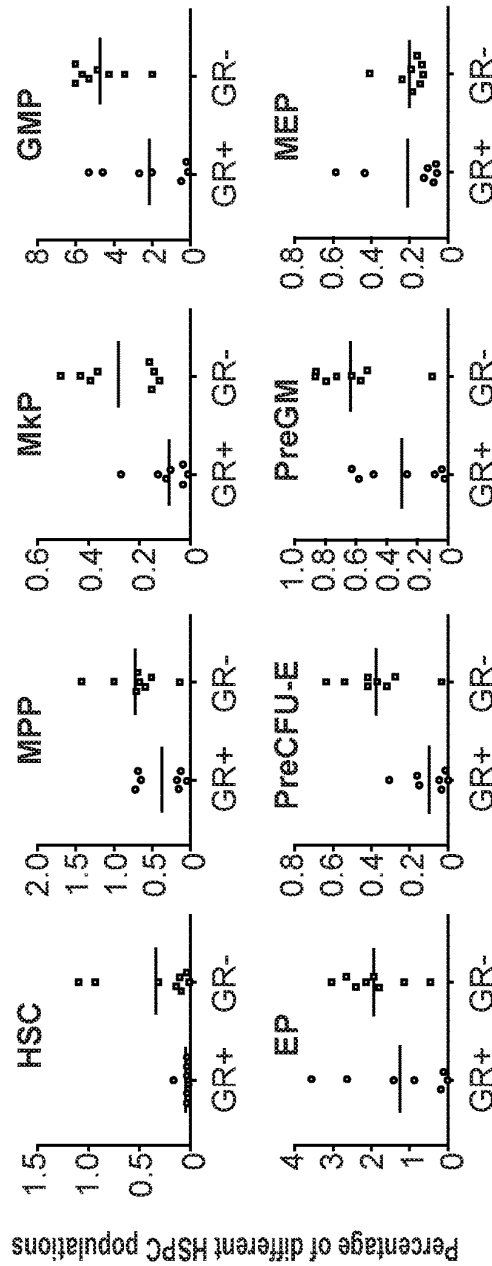 Percentage of different HSPC populations
HSC
1.5
1.0
0.5
0
GR+ GR-
MPP
2.0
1.5
1.0
0.5
0
GR+ GR-
MkP
0.6
0.4
0.2
0
GR+ GR-
GMP
8
6
4
2
0
GR+ GR-
EP
4
3
2
1
0
GR+ GR-
PreCFU-E
0.8
0.6
0.4
0.2
0
GR+ GR-
PreGM
1.0
0.8
0.6
0.4
0.2
0
GR+ GR-
MEP
0.8
0.6
0.4
0.2
0
GR+ GR-